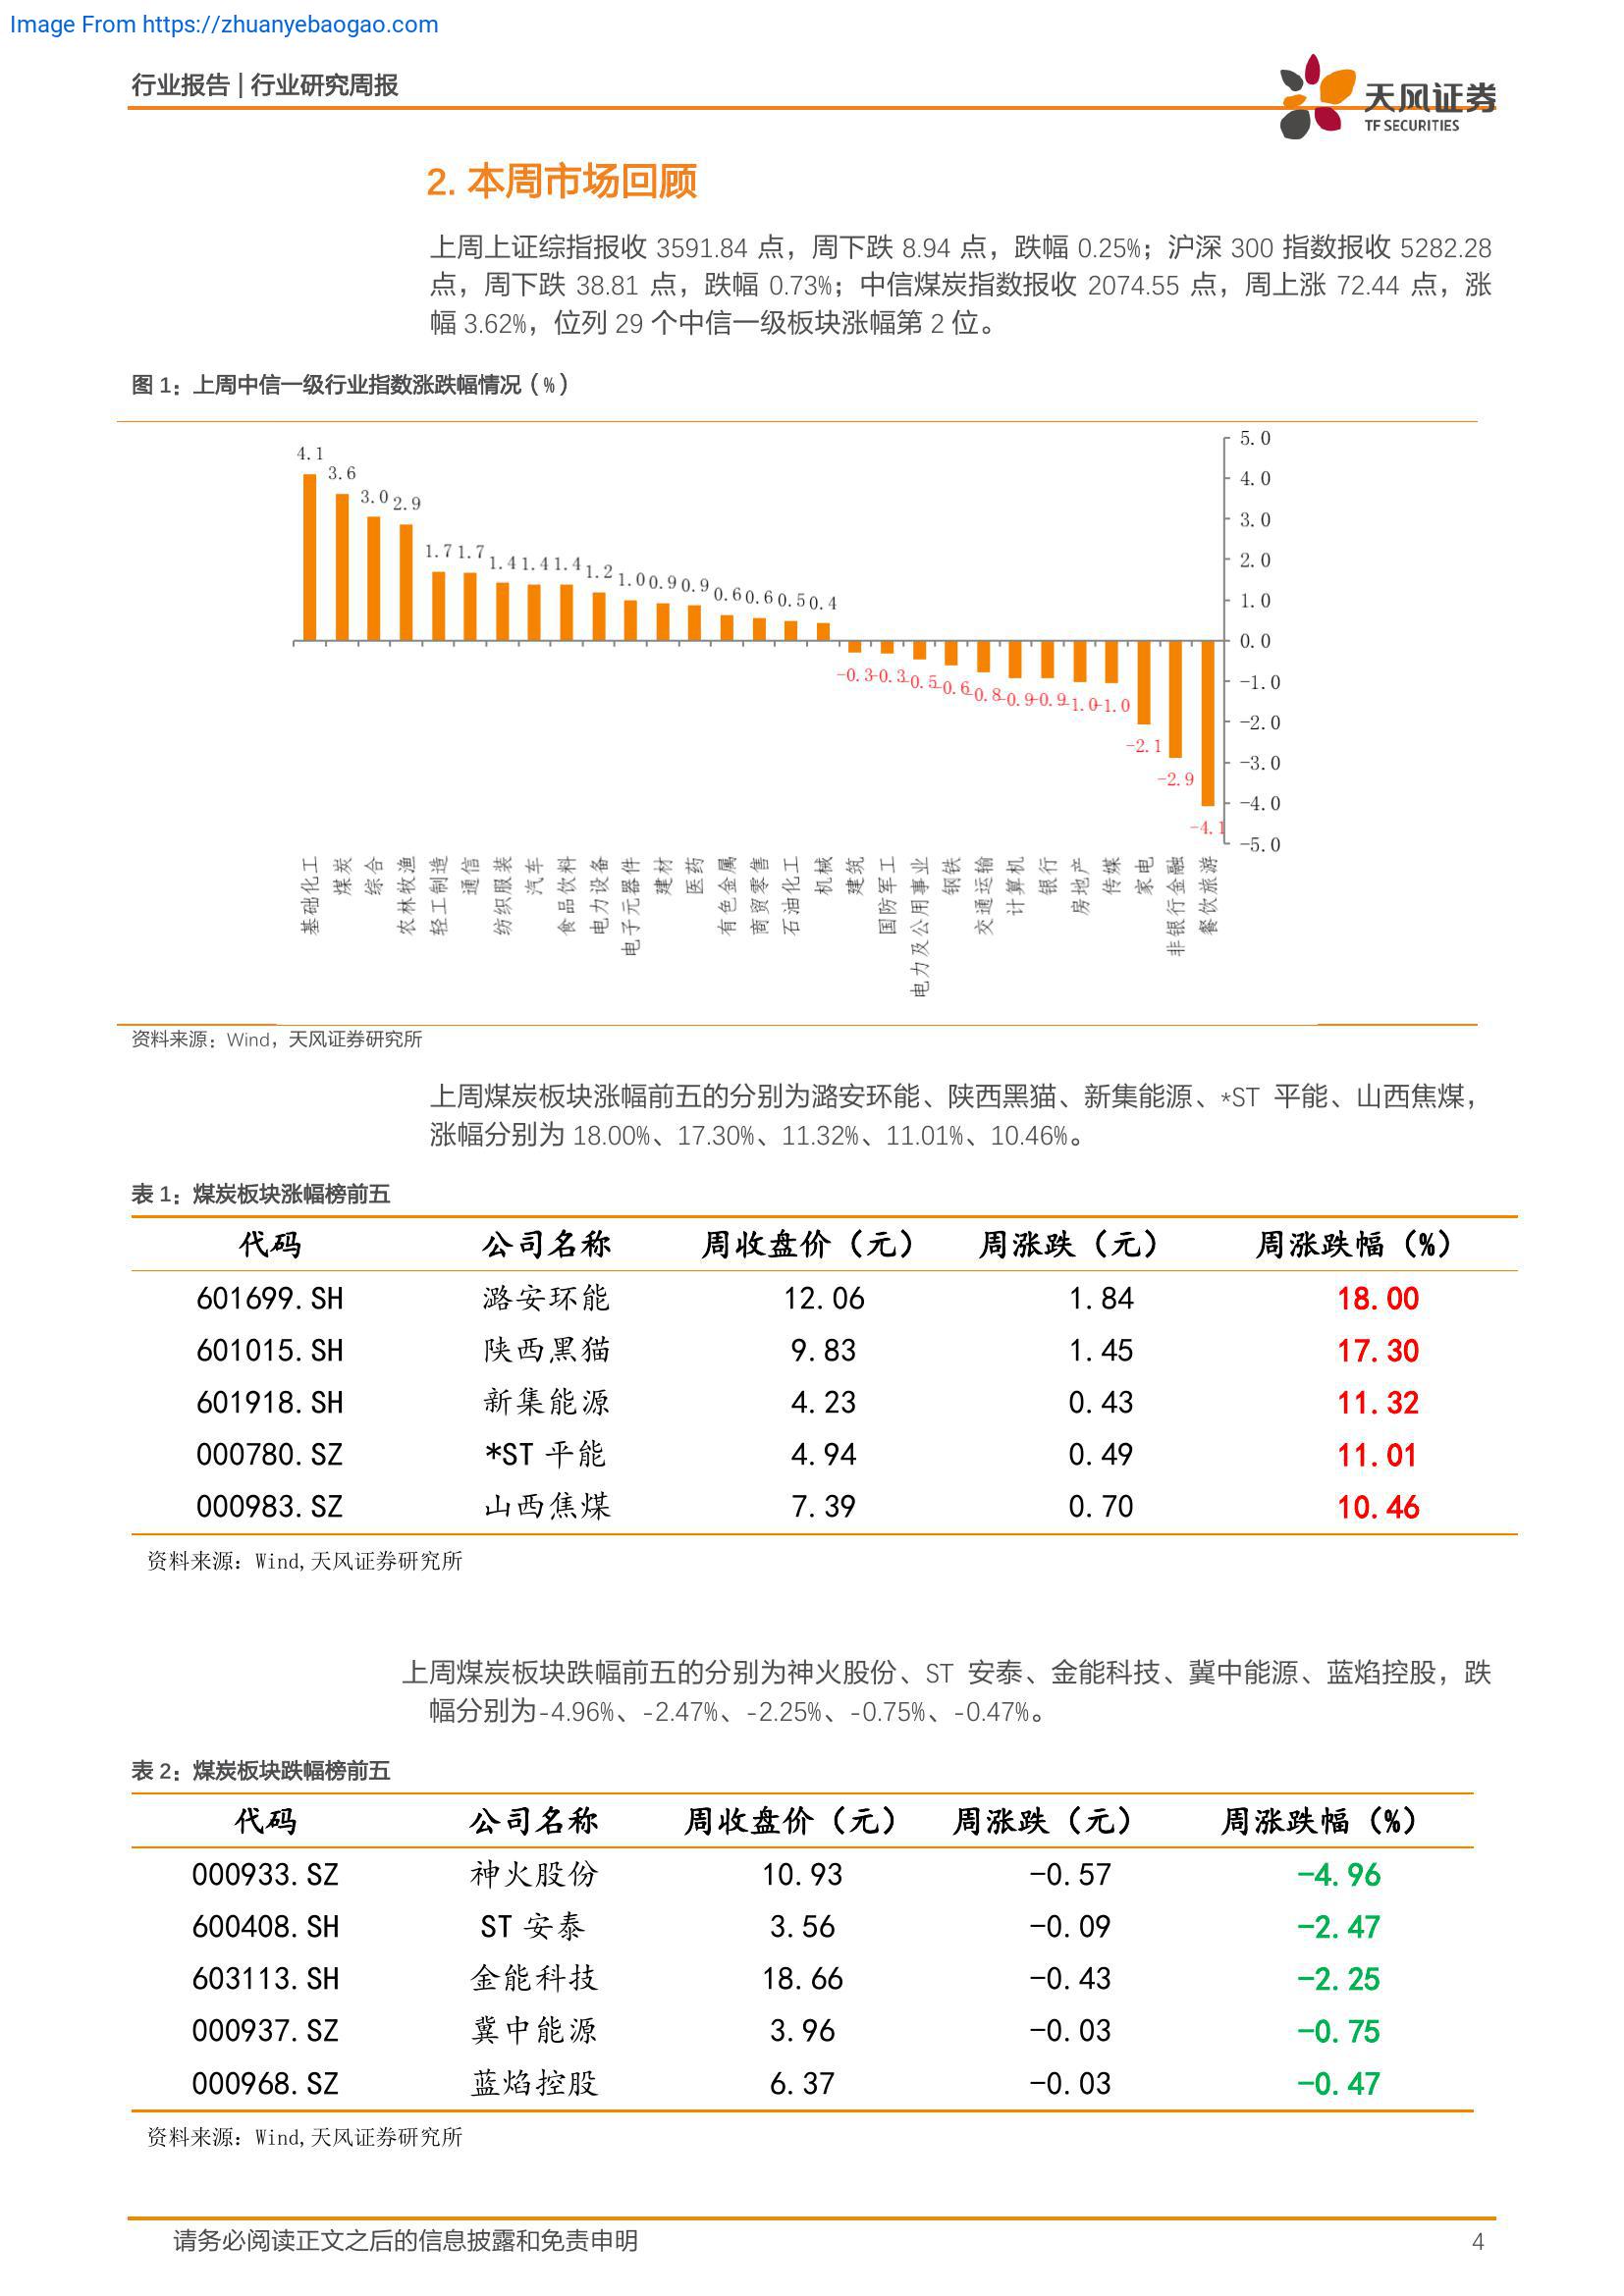 Image From https://zhuanyebaogao.com
行业报告 | 行业研究周报
天风证券
TF SECURITIES
2. 本周市场回顾
上周上证综指报收 3591.84 点，周下跌 8.94 点，跌幅 0.25%；沪深 300 指数报收 5282.28
点，周下跌 38.81 点，跌幅 0.73%；中信煤炭指数报收 2074.55 点，周上涨 72.44 点，涨
幅 3.62%，位列 29 个中信一级板块涨幅第 2 位。
图 1：上周中信一级行业指数涨跌幅情况（%）
4.1 3.6 3.0 2.9 1.7 1.7 1.4 1.4 1.4 1.2 1.0 0.9 0.9 0.6 0.6 0.5 0.4
-0.3 -0.3 -0.5 -0.6 -0.8 -0.9 -0.9 -1.0 -1.0 -2.1 -2.9 -4.1
5.0
4.0
3.0
2.0
1.0
0.0
-1.0
-2.0
-3.0
-4.0
-5.0
基础化工
煤炭
综合
农林牧渔
轻工制造
通信
纺织服装
汽车
食品饮料
电力设备
电子元器件
建材
医药
有色金属
商贸零售
石油化工
机械
建筑
国防军工
电力及公用事业
钢铁
交通运输
计算机
银行
房地产
传媒
家电
非银行金融
餐饮旅游
资料来源：Wind，天风证券研究所
上周煤炭板块涨幅前五的分别为潞安环能、陕西黑猫、新集能源、*ST 平能、山西焦煤，
涨幅分别为 18.00%、17.30%、11.32%、11.01%、10.46%。
表 1：煤炭板块涨幅榜前五
代码 公司名称 周收盘价（元） 周涨跌（元） 周涨跌幅（%）
601699.SH 潞安环能 12.06 1.84 18.00
601015.SH 陕西黑猫 9.83 1.45 17.30
601918.SH 新集能源 4.23 0.43 11.32
000780.SZ *ST 平能 4.94 0.49 11.01
000983.SZ 山西焦煤 7.39 0.70 10.46
资料来源：Wind,天风证券研究所
上周煤炭板块跌幅前五的分别为神火股份、ST 安泰、金能科技、冀中能源、蓝焰控股，跌
幅分别为-4.96%、-2.47%、-2.25%、-0.75%、-0.47%。
表 2：煤炭板块跌幅榜前五
代码 公司名称 周收盘价（元） 周涨跌（元） 周涨跌幅（%）
000933.SZ 神火股份 10.93 -0.57 -4.96
600408.SH ST 安泰 3.56 -0.09 -2.47
603113.SH 金能科技 18.66 -0.43 -2.25
000937.SZ 冀中能源 3.96 -0.03 -0.75
000968.SZ 蓝焰控股 6.37 -0.03 -0.47
资料来源：Wind,天风证券研究所
请务必阅读正文之后的信息披露和免责申明 4